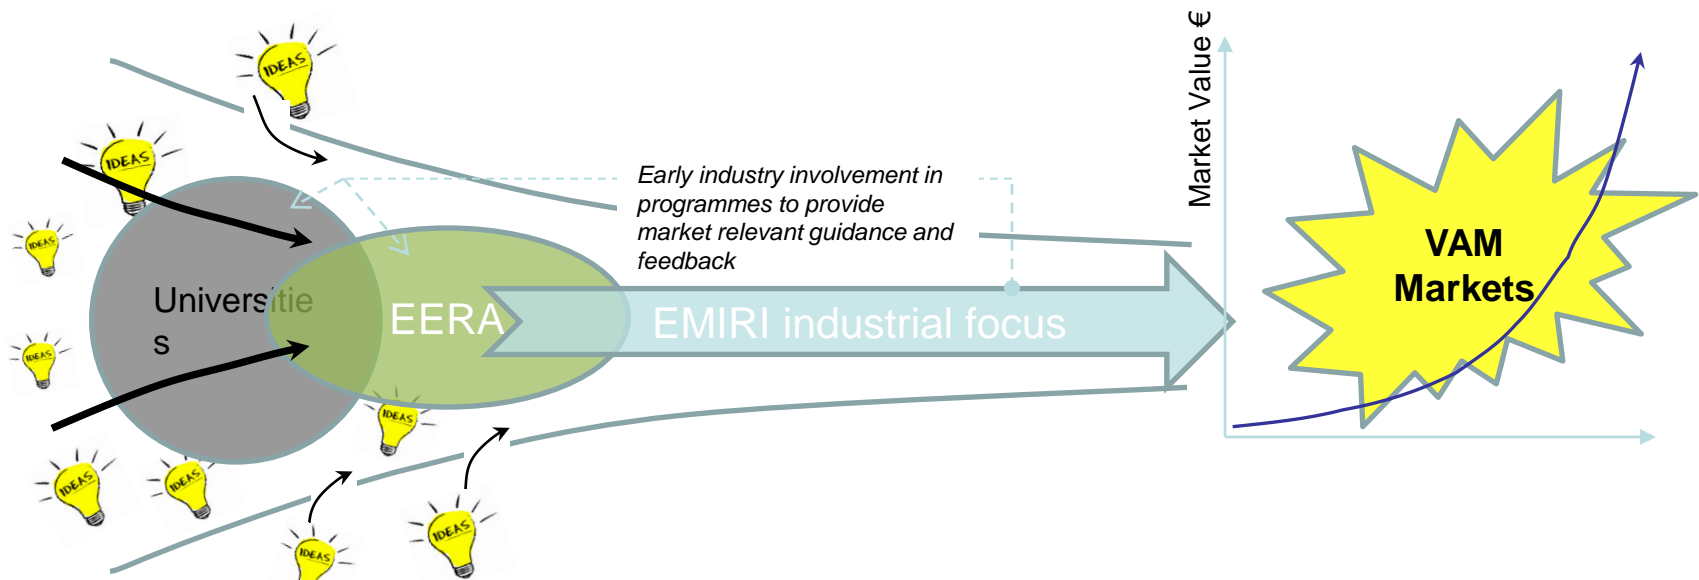 IDEAS
IDEAS
IDEAS
IDEAS
IDEAS
IDEAS
IDEAS
IDEAS
IDEAS
Universitie
s
EERA
EMIRI industrial focus
Early industry involvement in
programmes to provide
market relevant guidance and
feedback
Market Value €
VAM
Markets